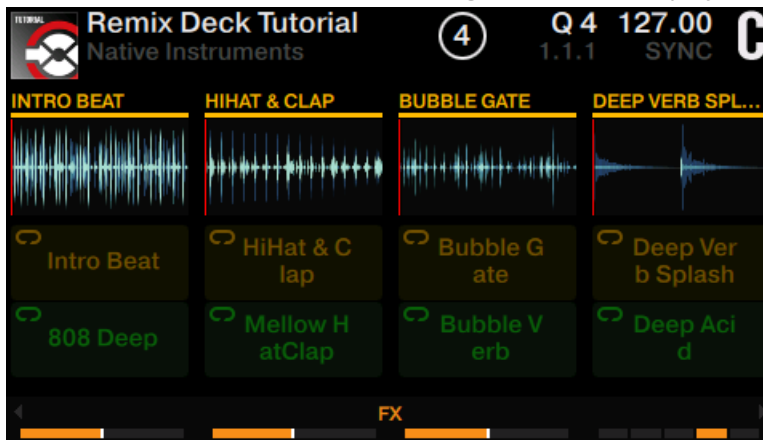 TUTORIAL
Remix Deck Tutorial
Native Instruments
4
Q 4 127.00
1.1.1 SYNC
C
INTRO BEAT HIHAT & CLAP BUBBLE GATE DEEP VERB SPL...
Intro Beat
HiHat & C
lap
Bubble G
ate
Deep Ver
b Splash
808 Deep
Mellow H
atClap
Bubble V
erb
Deep Aci
d
FX